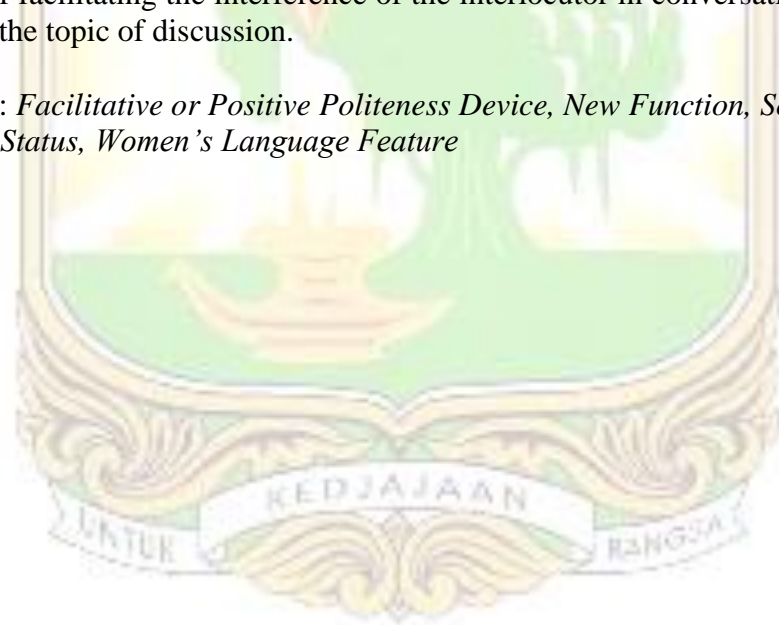 f facilitating the interference of the interlocutor in conversati
the topic of discussion.
: Facilitative or Positive Politeness Device, New Function, S
Status, Women's Language Feature
UNTUK KEDJAJAAN BANGSA